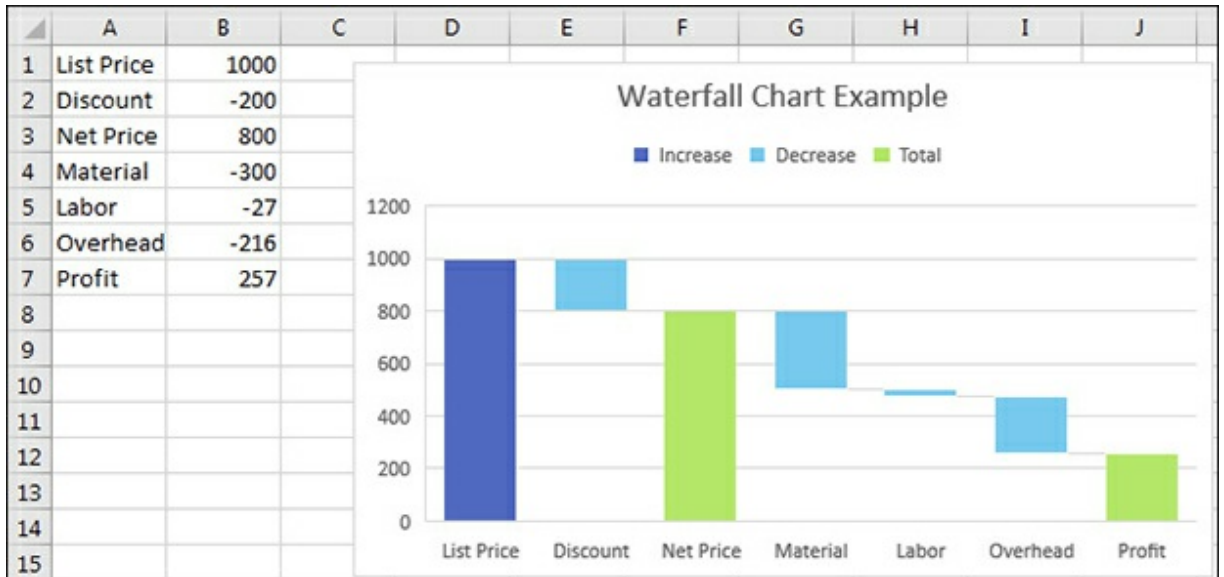 A B C D E F G H I J
1 List Price 1000
2 Discount -200
3 Net Price 800
4 Material -300
5 Labor -27
6 Overhead -216
7 Profit 257
8
9
10
11
12
13
14
15
Waterfall Chart Example
Increase Decrease Total
1200
1000
800
600
400
200
0
List Price Discount Net Price Material Labor Overhead Profit